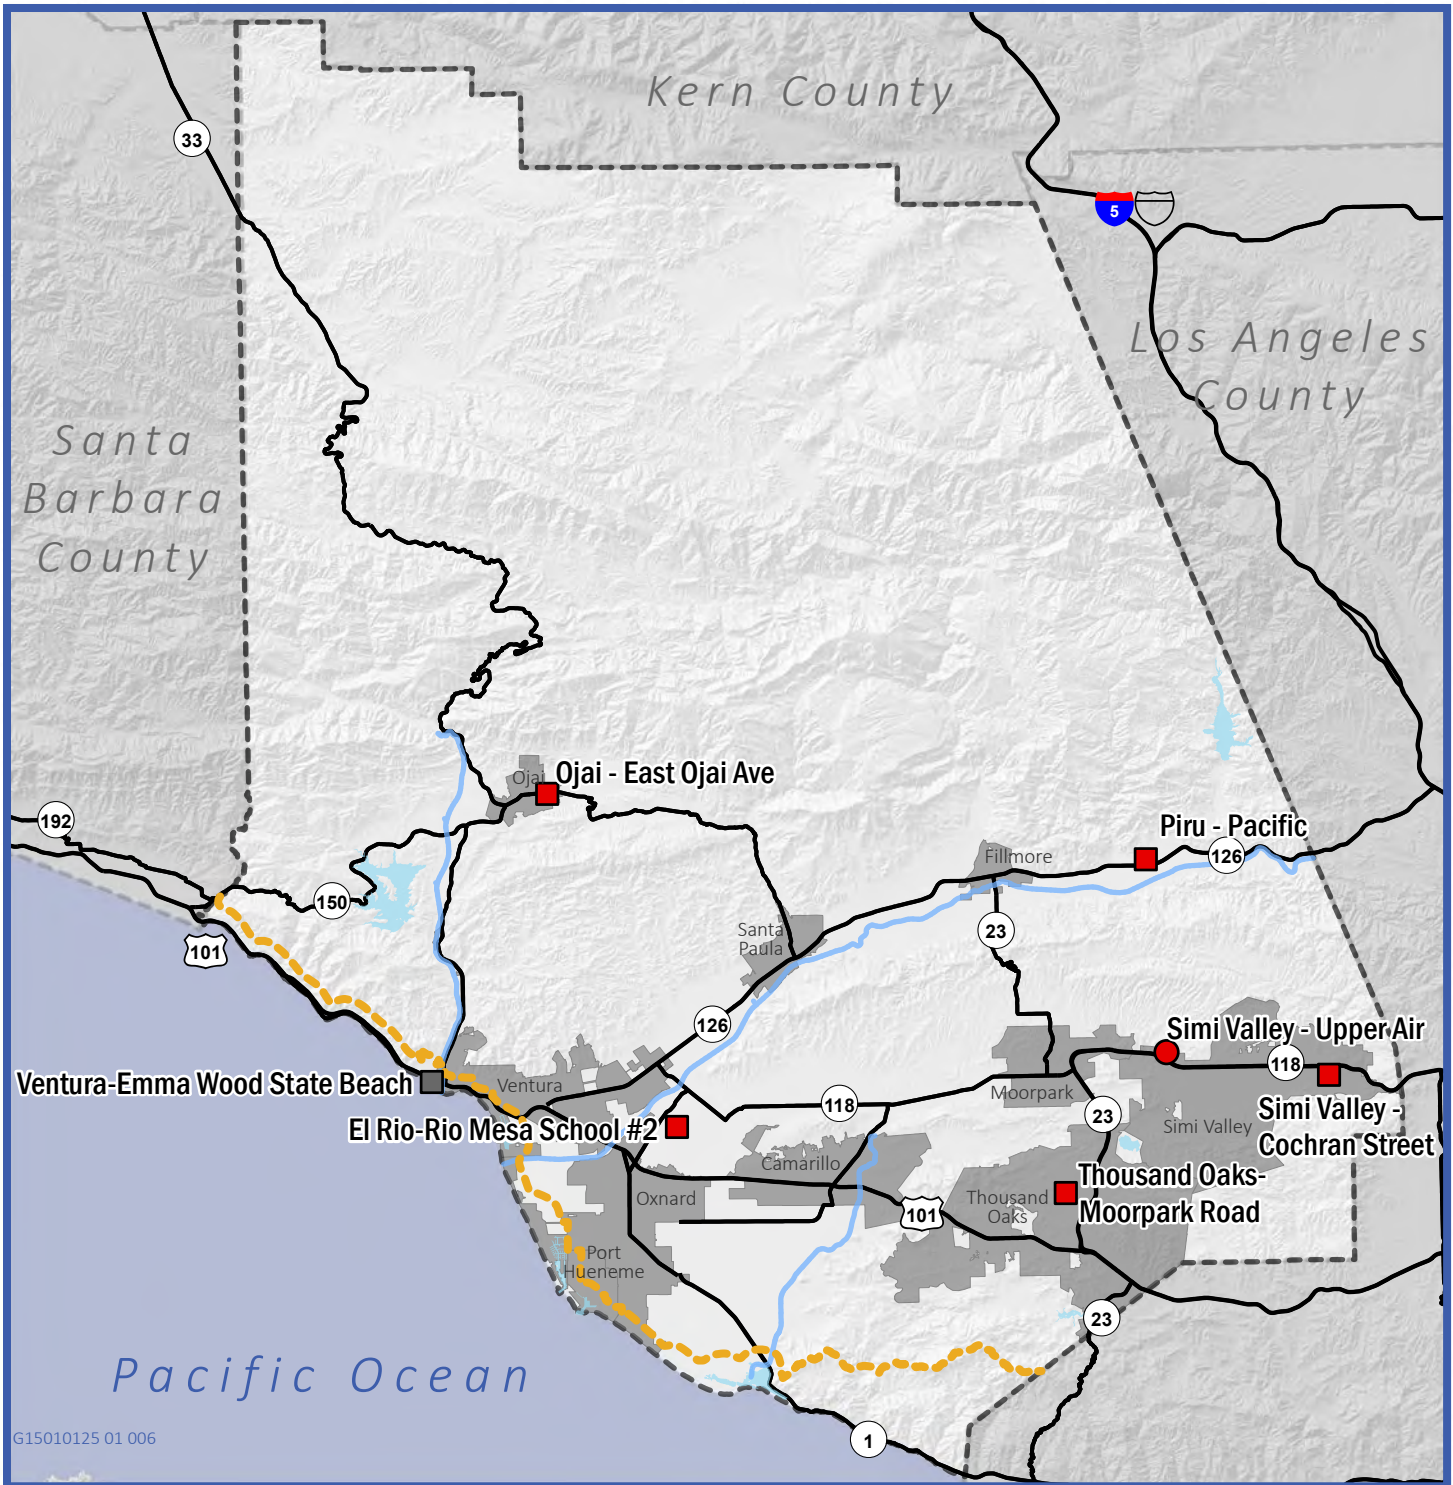 Kern County
33
5
Los Angeles
County
Santa
Barbara
County
Ojai
Ojai - East Ojai Ave
192
Piru - Pacific
126
Fillmore
150
101
Santa
Paula
23
126
Simi Valley - Upper Air
118
Ventura-Emma Wood State Beach
Ventura
Moorpark
118
23
Simi Valley -
Cochran Street
El Rio-Rio Mesa School #2
Simi Valley
Camarillo
Thousand Oaks-
Moorpark Road
Oxnard
Thousand
Oaks
101
Port
Hueneme
23
Pacific Ocean
G15010125 01 006
1